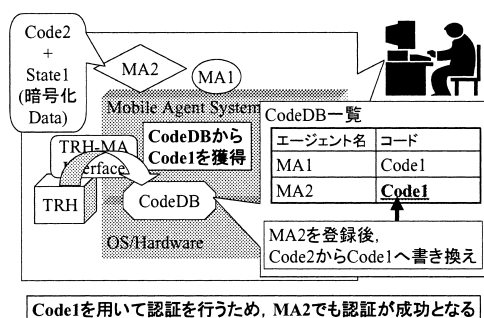 Code2
+
State1
(暗号化
Data)
MA2
MA1
Mobile Agent System
CodeDBから
Code1を獲得
TRH-MA
Interface
TRH
CodeDB
OS/Hardware
CodeDB一覧
エージェント名 コード
MA1 Code1
MA2 Code1
MA2を登録後,
Code2からCode1へ書き換え
Code1を用いて認証を行うため, MA2でも認証が成功となる